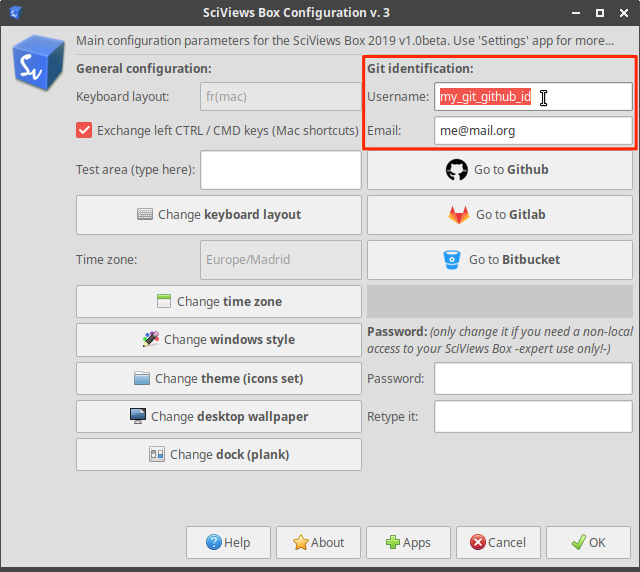 SciViews Box Configuration v. 3
Main configuration parameters for the SciViews Box 2019 v1.0beta. Use 'Settings' app for more...
Sv
General configuration:
Keyboard layout:
fr(mac)
Exchange left CTRL / CMD keys (Mac shortcuts)
Test area (type here):
Change keyboard layout
Time zone:
Europe/Madrid
Change time zone
Change windows style
Change theme (icons set)
Change desktop wallpaper
Change dock (plank)
Git identification:
Username:
my_git_github_id
Email:
me@mail.org
Go to Github
Go to Gitlab
Go to Bitbucket
Password: (only change it if you need a non-local
access to your SciViews Box -expert use only!-)
Password:
Retype it:
Help
About
Apps
Cancel
OK